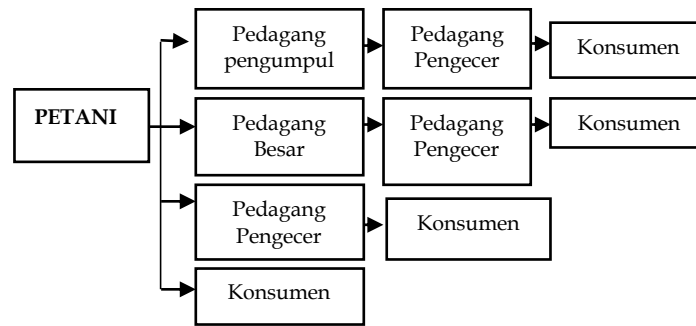 Pedagang
pengumpul
Pedagang
Pengecer
Konsumen
PETANI
Pedagang
Besar
Pedagang
Pengecer
Konsumen
Pedagang
Pengecer
Konsumen
Konsumen